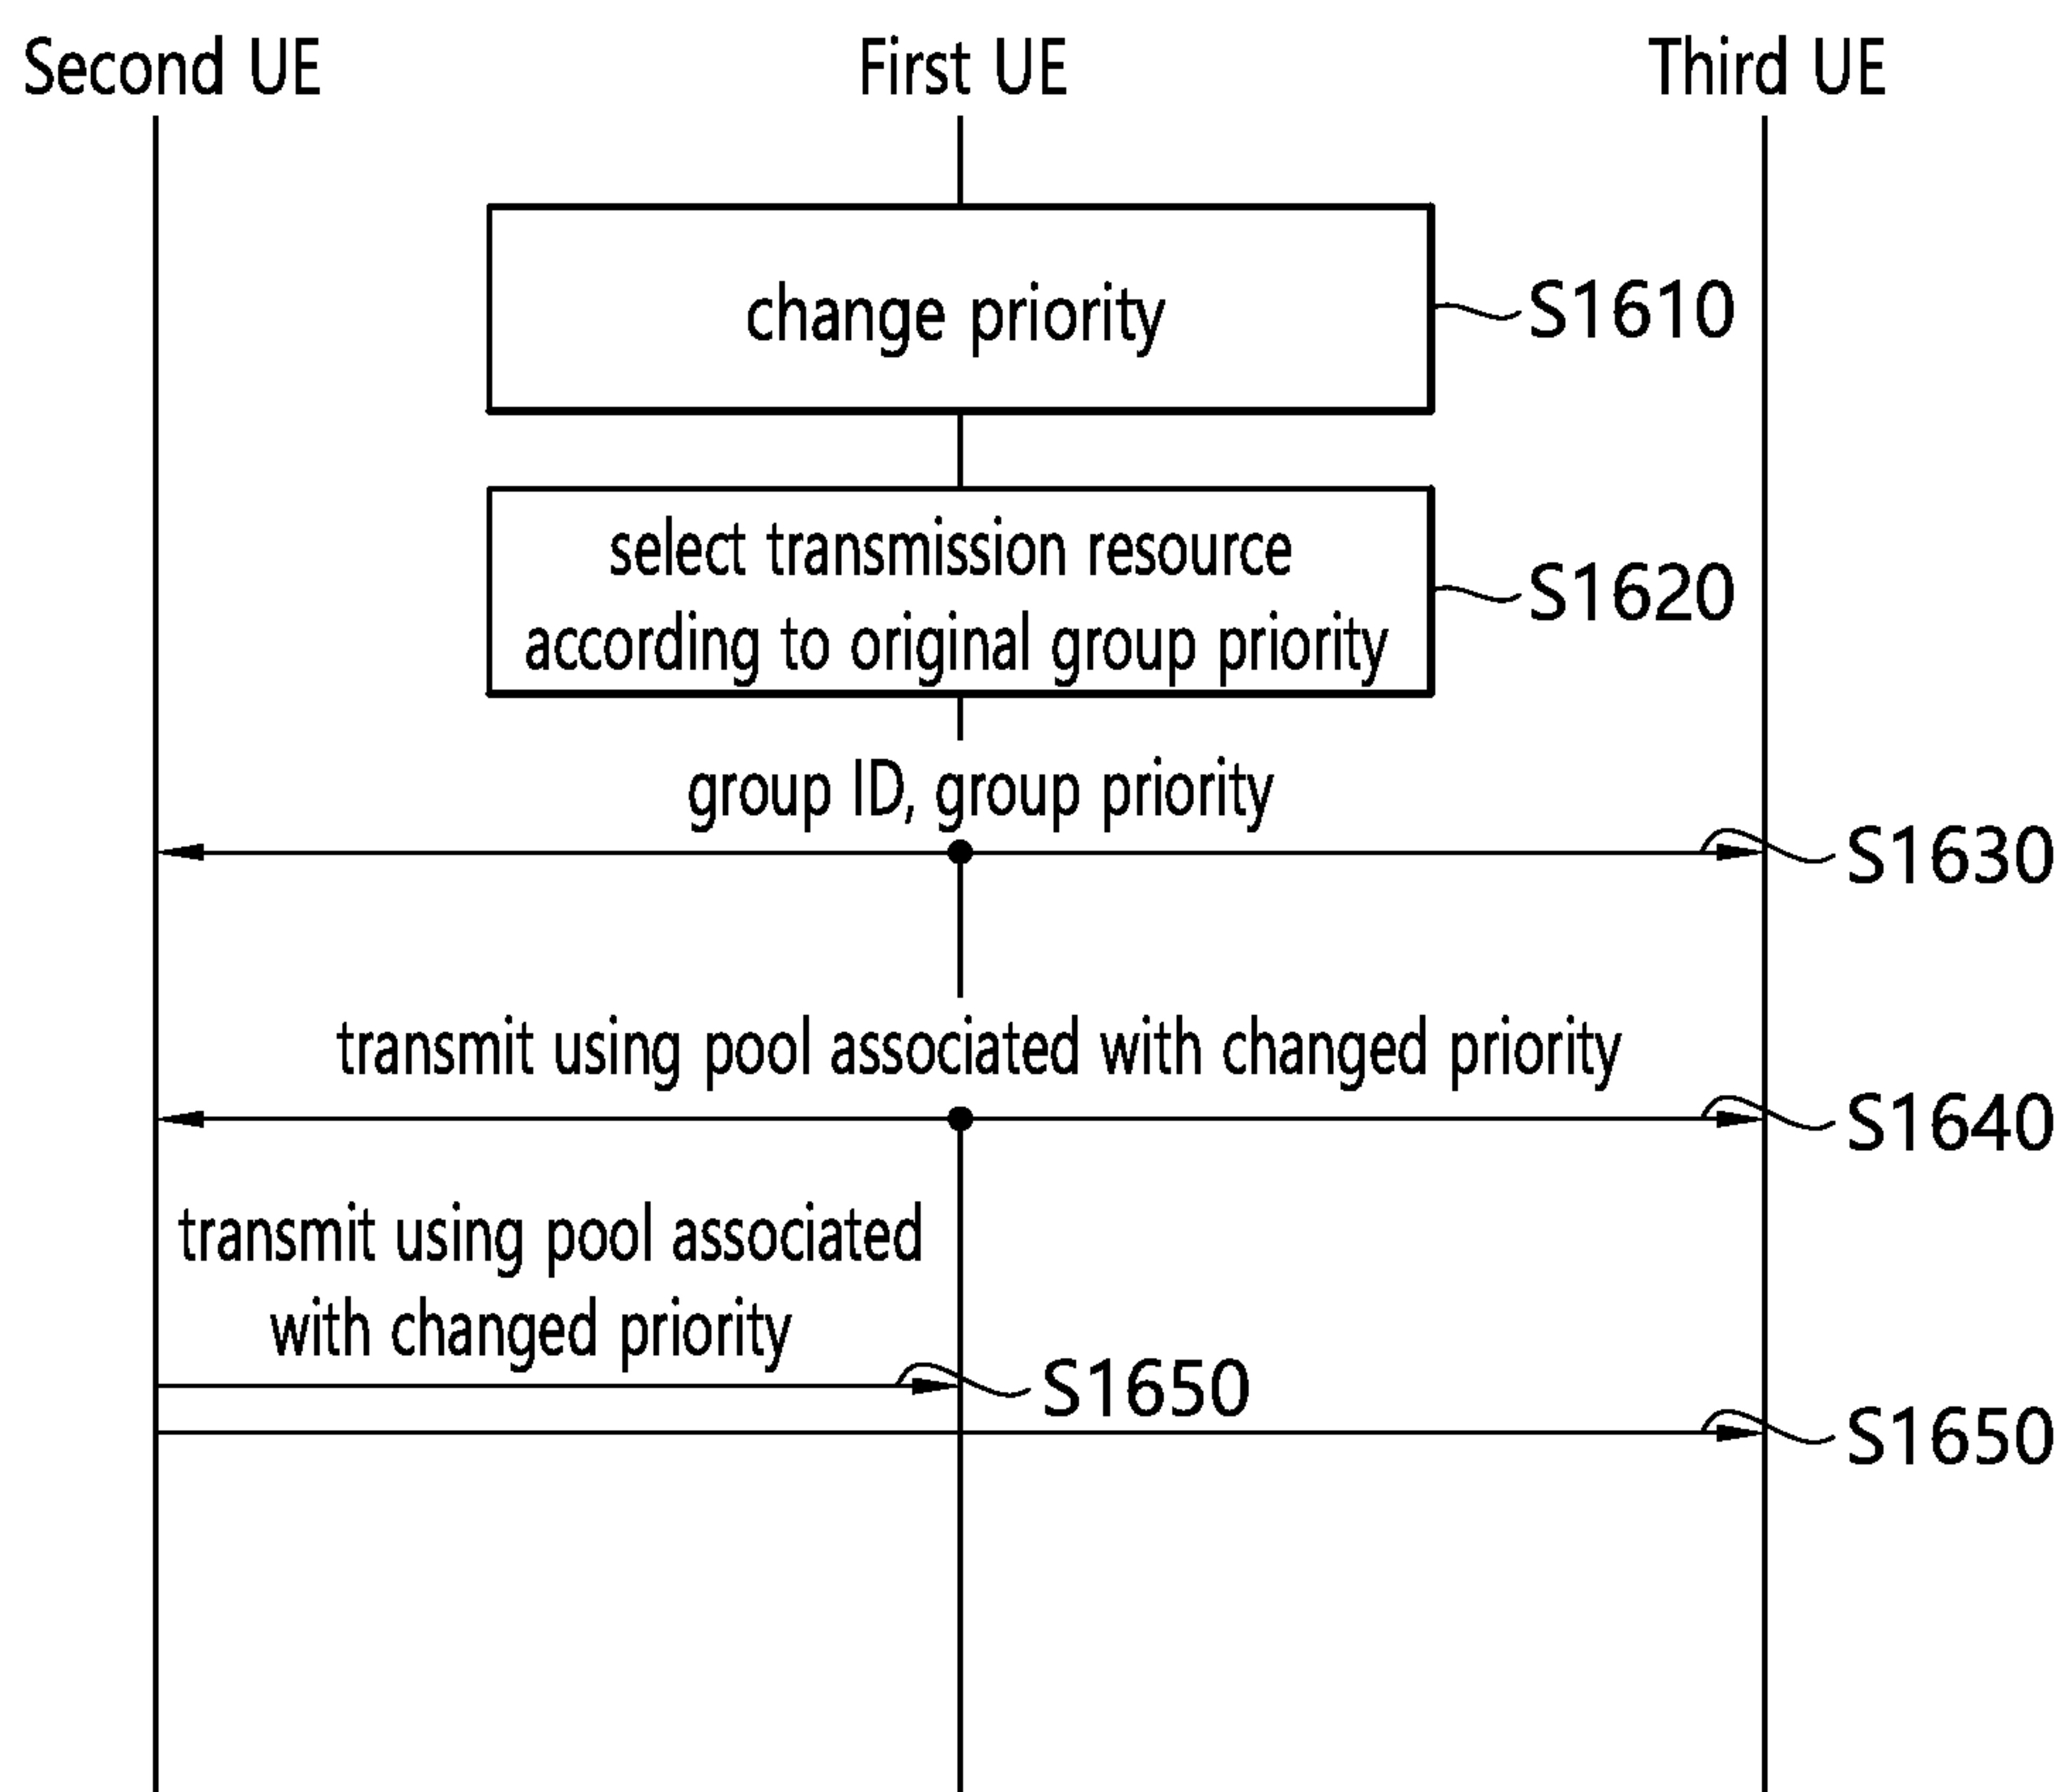 Second UE
First UE
Third UE
change priority
S1610
select transmission resource
according to original group priority
S1620
group ID, group priority
S1630
transmit using pool associated with changed priority
S1640
transmit using pool associated
with changed priority
S1650
S1650